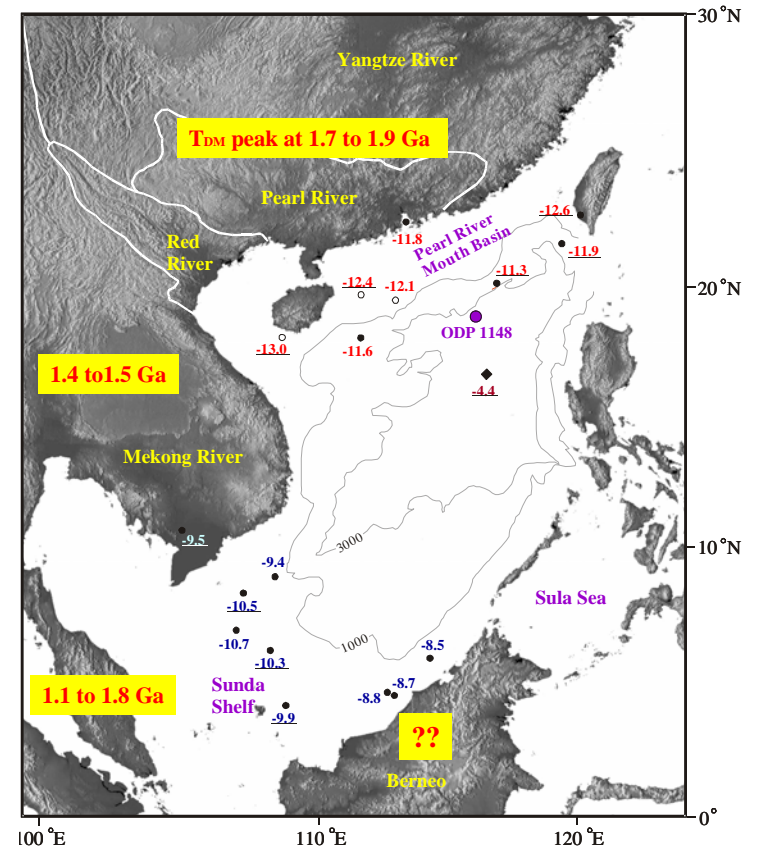 30°N
Yangtze River
TDM peak at 1.7 to 1.9 Ga
Pearl River
-12.6
-11.8
Pearl River
Mouth Basin
Red
River
-11.9
-11.3
-12.4
-12.1
20°N
ODP 1148
-13.0
-11.6
1.4 to1.5 Ga
-4.4
Mekong River
-9.5
3000
10°N
-9.4
Sula Sea
-10.5
-10.7
1000
-8.5
-10.3
1.1 to 1.8 Ga
Sunda
Shelf
-8.7
-8.8
-9.9
??
Berneo
0°
100°E
110°E
120°E